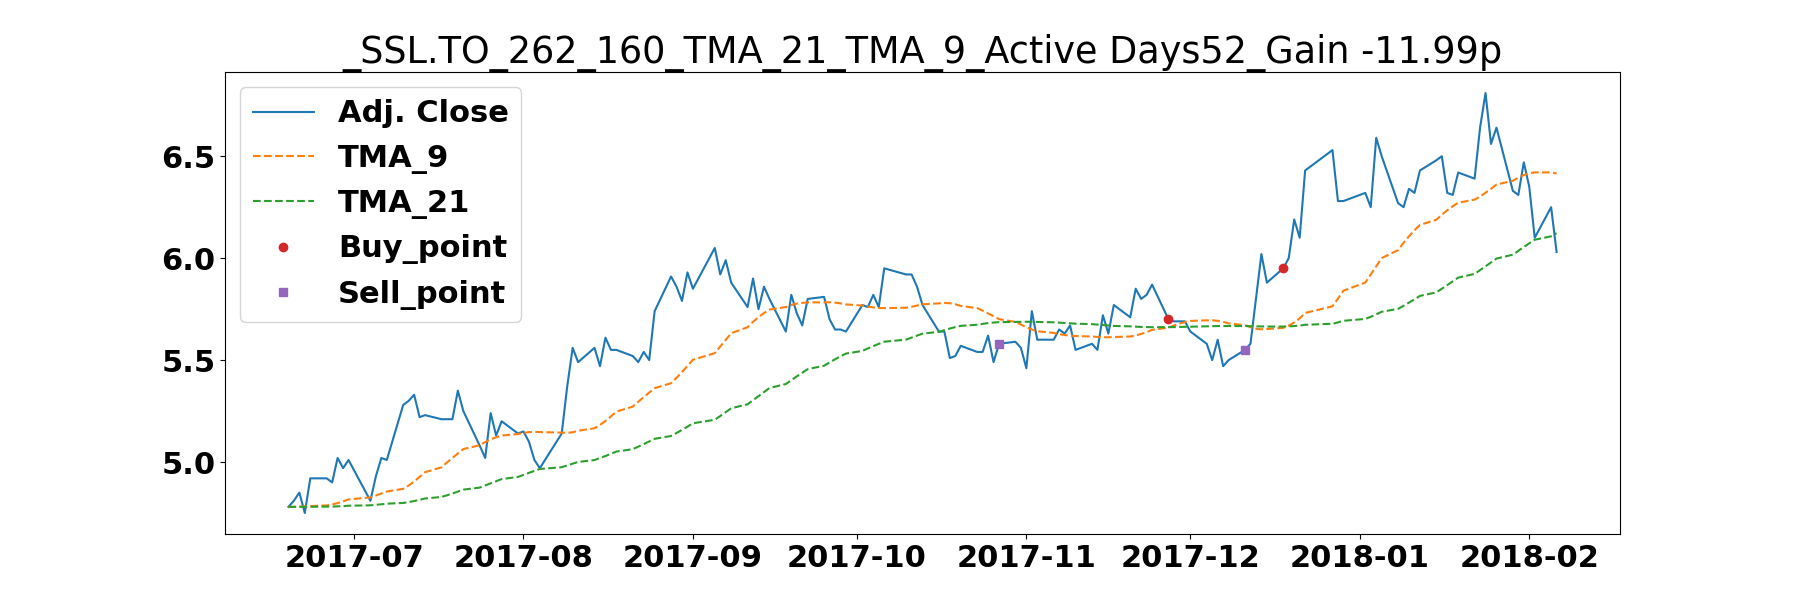 _SSL.TO_262_160_TMA_21_TMA_9_Active Days52_Gain -11.99p
Adj. Close
TMA_9
TMA_21
Buy_point
Sell_point
6.5
6.0
5.5
5.0
2017-07 2017-08 2017-09 2017-10 2017-11 2017-12 2018-01 2018-02